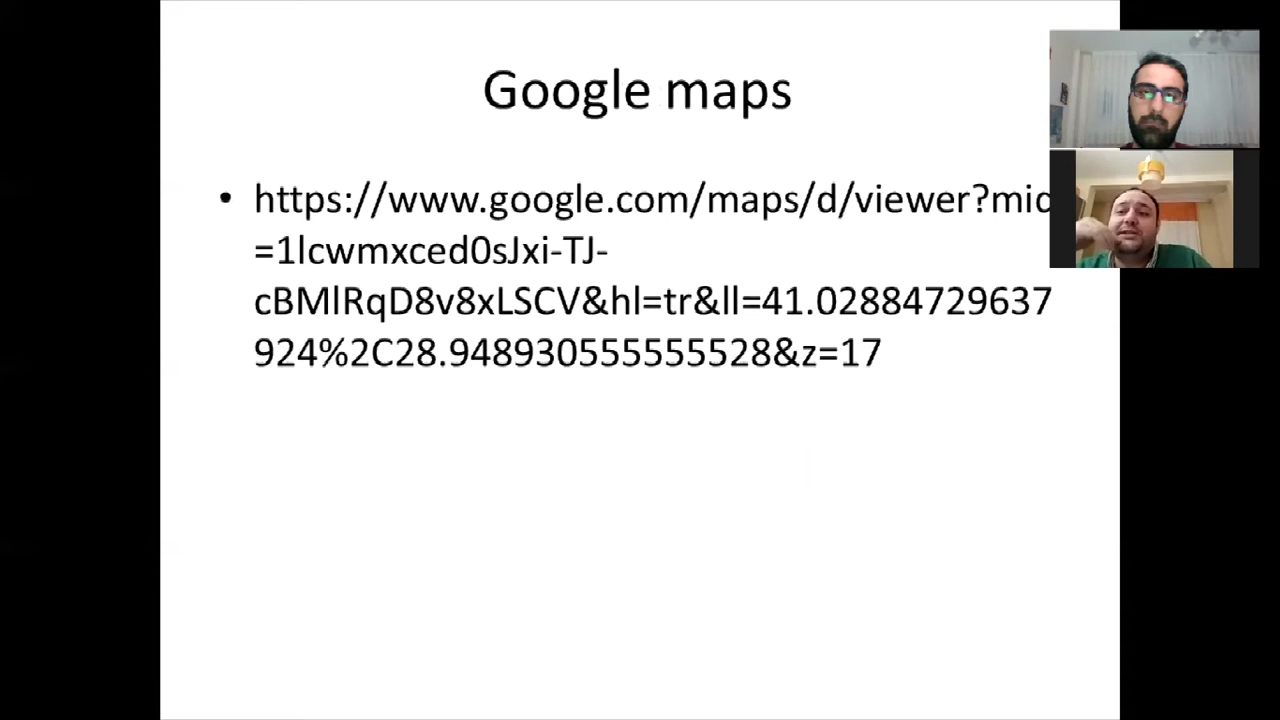 Google maps
• https://www.google.com/maps/d/viewer?mid
=1lcwmxced0sJxi-TJ-
cBMlRqD8v8xLSCV&hl=tr&ll=41.02884729637
924%2C28.948930555555528&z=17